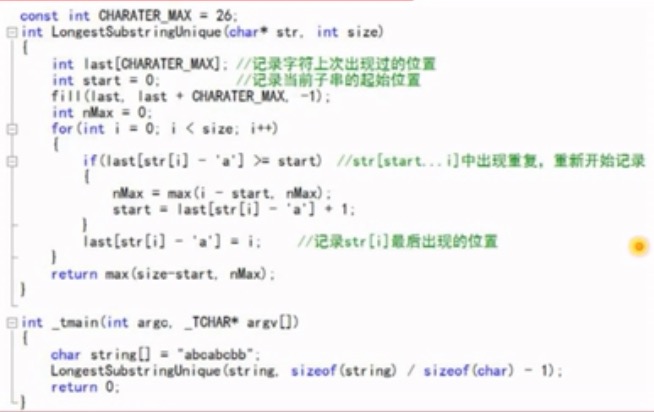 const int CHARATER_MAX = 26;
int LongestSubstringUnique(char* str, int size)
{
int last[CHARATER_MAX]; //记录字符上次出现过的位置
int start = 0; //记录当前子串的起始位置
fill(last, last + CHARATER_MAX, -1);
int nMax = 0;
for(int i = 0; i < size; i++)
{
if(last[str[i] - 'a'] >= start) //str[start...i]中出现重复，重新开始记录
{
nMax = max(i - start, nMax);
start = last[str[i] - 'a'] + 1;
}
last[str[i] - 'a'] = i; //记录str[i]最后出现的位置
}
return max(size-start, nMax);
}
int _tmain(int argc, _TCHAR* argv[])
{
char string[] = "abcabcbb";
LongestSubstringUnique(string, sizeof(string) / sizeof(char) - 1);
return 0;
}